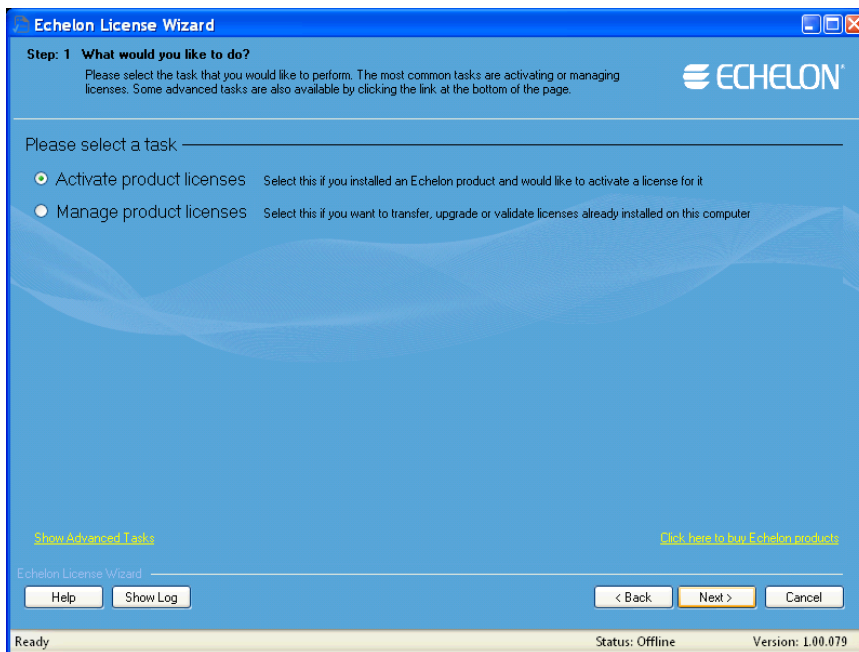 Echelon License Wizard
Step: 1 What would you like to do?
Please select the task that you would like to perform. The most common tasks are activating or managing
licenses. Some advanced tasks are also available by clicking the link at the bottom of the page.
ECHELON
Please select a task
Activate product licenses Select this if you installed an Echelon product and would like to activate a license for it
Manage product licenses Select this if you want to transfer, upgrade or validate licenses already installed on this computer
Show Advanced Tasks Click here to buy Echelon products
Echelon License Wizard
Help Show Log < Back Next > Cancel
Ready Status: Offline Version: 1.00.079